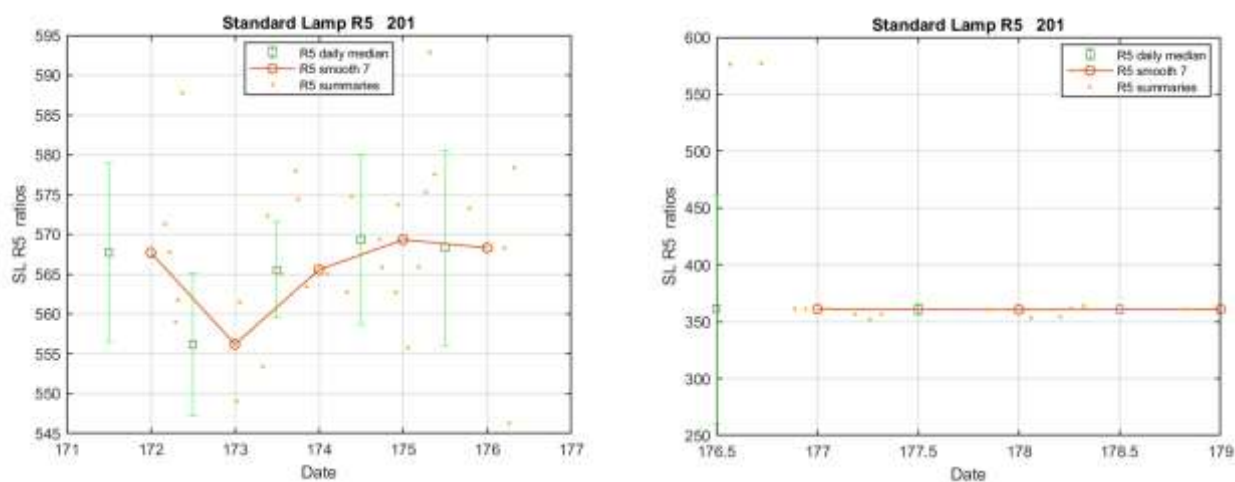 Standard Lamp R5 201
R5 daily median
R5 smooth 7
R5 summaries
595
590
585
580
575
570
565
560
555
550
545
SL R5 ratios
171 172 173 174 175 176 177
Date
Standard Lamp R5 201
R5 daily median
R5 smooth 7
R5 summaries
600
550
500
450
400
350
300
250
SL R5 ratios
176.5 177 177.5 178 178.5 179
Date